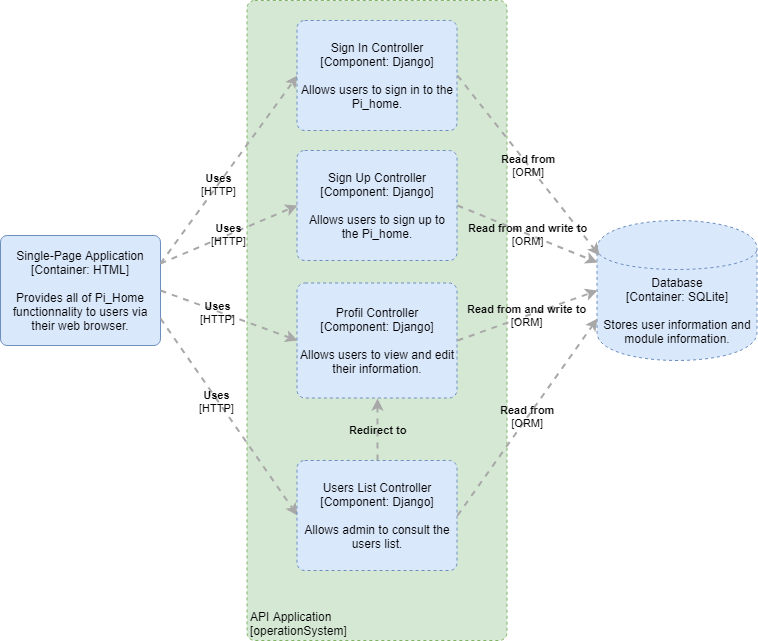 Sign In Controller
[Component: Django]
Allows users to sign in to the
Pi_home.
Uses
[HTTP]
Read from
[ORM]
Sign Up Controller
[Component: Django]
Allows users to sign up to
the Pi_home.
Uses
[HTTP]
Read from and write to
[ORM]
Single-Page Application
[Container: HTML]
Provides all of Pi_Home
functionnality to users via
their web browser.
Database
[Container: SQLite]
Stores user information and
module information.
Uses
[HTTP]
Profil Controller
[Component: Django]
Allows users to view and edit
their information.
Read from and write to
[ORM]
Uses
[HTTP]
Redirect to
Read from
[ORM]
Users List Controller
[Component: Django]
Allows admin to consult the
users list.
API Application
[operationSystem]